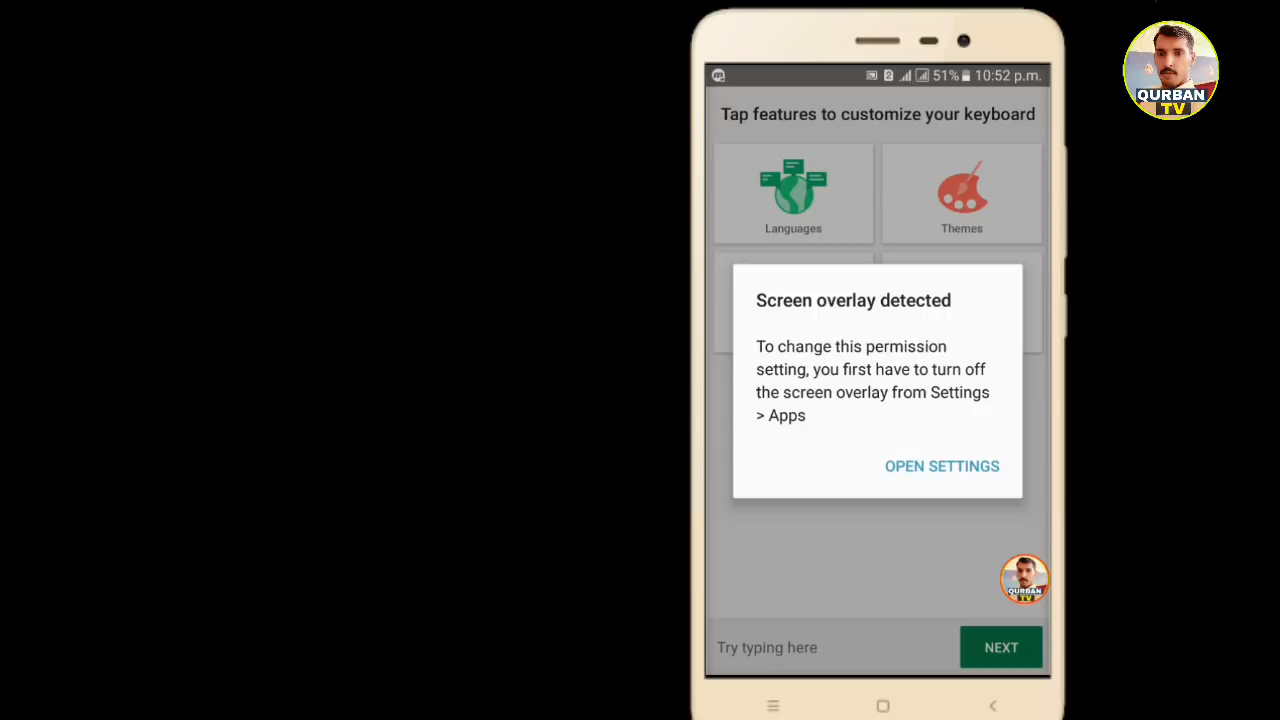 QURBAN
TV
2 51% 10:52 p.m.
Tap features to customize your keyboard
Languages
Themes
Screen overlay detected
To change this permission
setting, you first have to turn off
the screen overlay from Settings
> Apps
OPEN SETTINGS
QURBAN
TV
Try typing here
NEXT